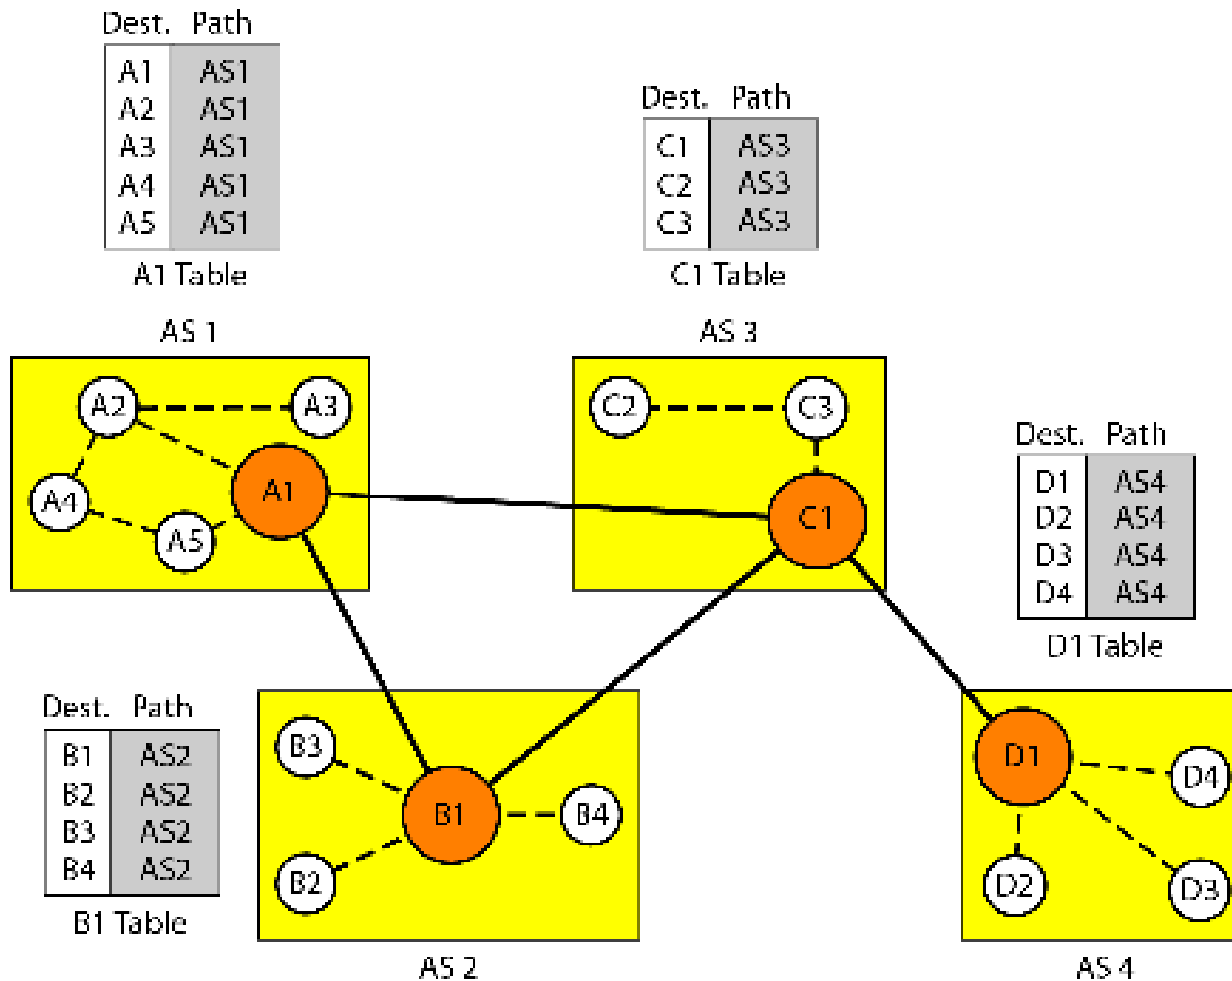 Dest. Path
A1 AS1
A2 AS1
A3 AS1
A4 AS1
A5 AS1
A1 Table
Dest. Path
C1 AS3
C2 AS3
C3 AS3
C1 Table
AS 1
AS 3
A2
A3
A4
A5
A1
C2
C3
C1
Dest. Path
D1 AS4
D2 AS4
D3 AS4
D4 AS4
D1 Table
Dest. Path
B1 AS2
B2 AS2
B3 AS2
B4 AS2
B1 Table
B3
B1
B4
B2
AS 2
D1
D4
D2
D3
AS 4